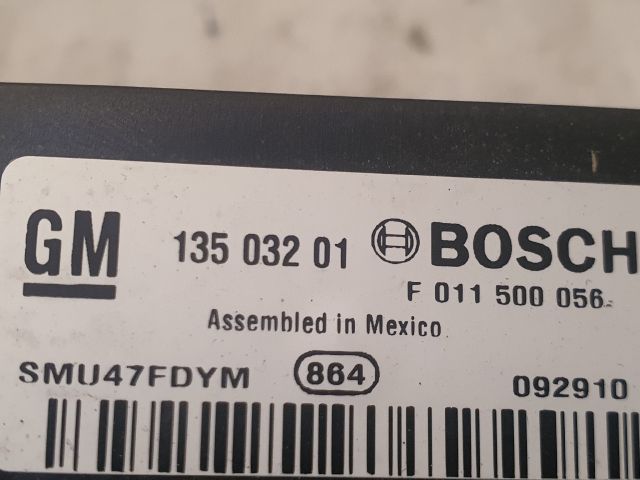 GM 135 032 01 BOSCH
F 011 500 056
Assembled in Mexico
SMU47FDYM 864 092910